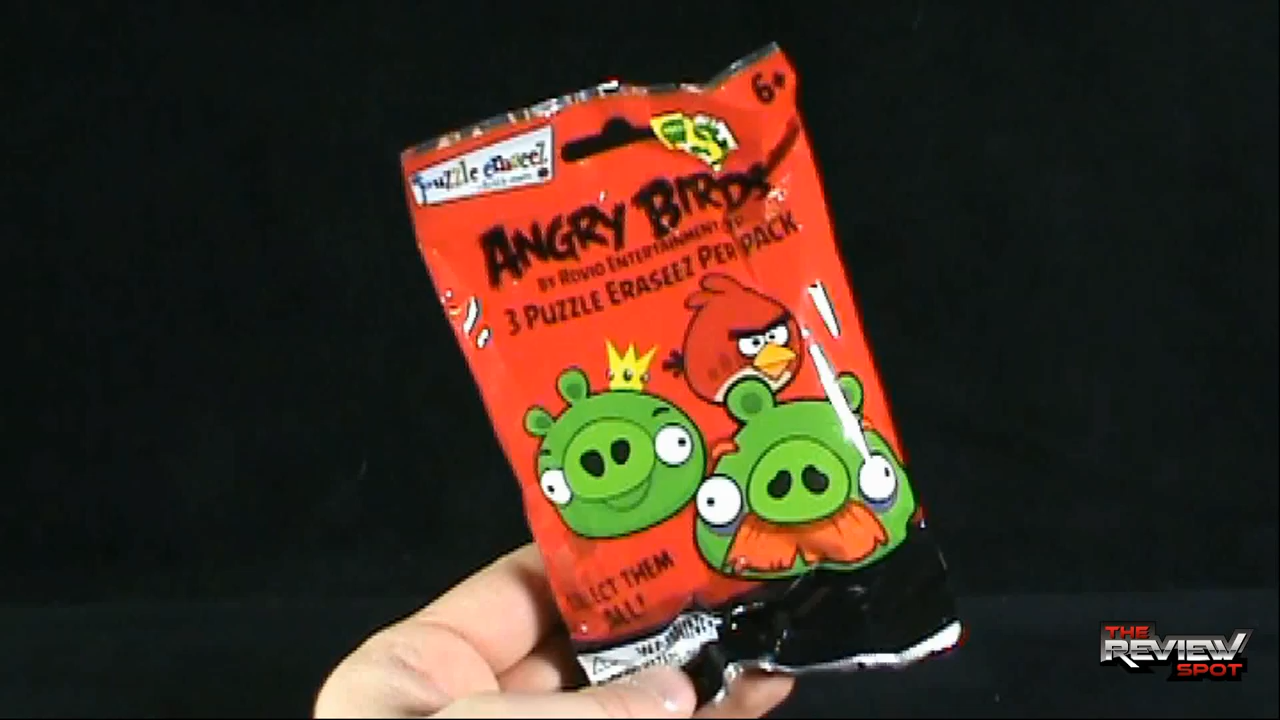 6+
Puzzle eraseez
ANGRY BIRDS
BY ROVIO ENTERTAINMENT LTD
3 PUZZLE ERASEEZ PER PACK
LLECT THEM
ALL!
WARNING
THE
REVIEW
SPOT